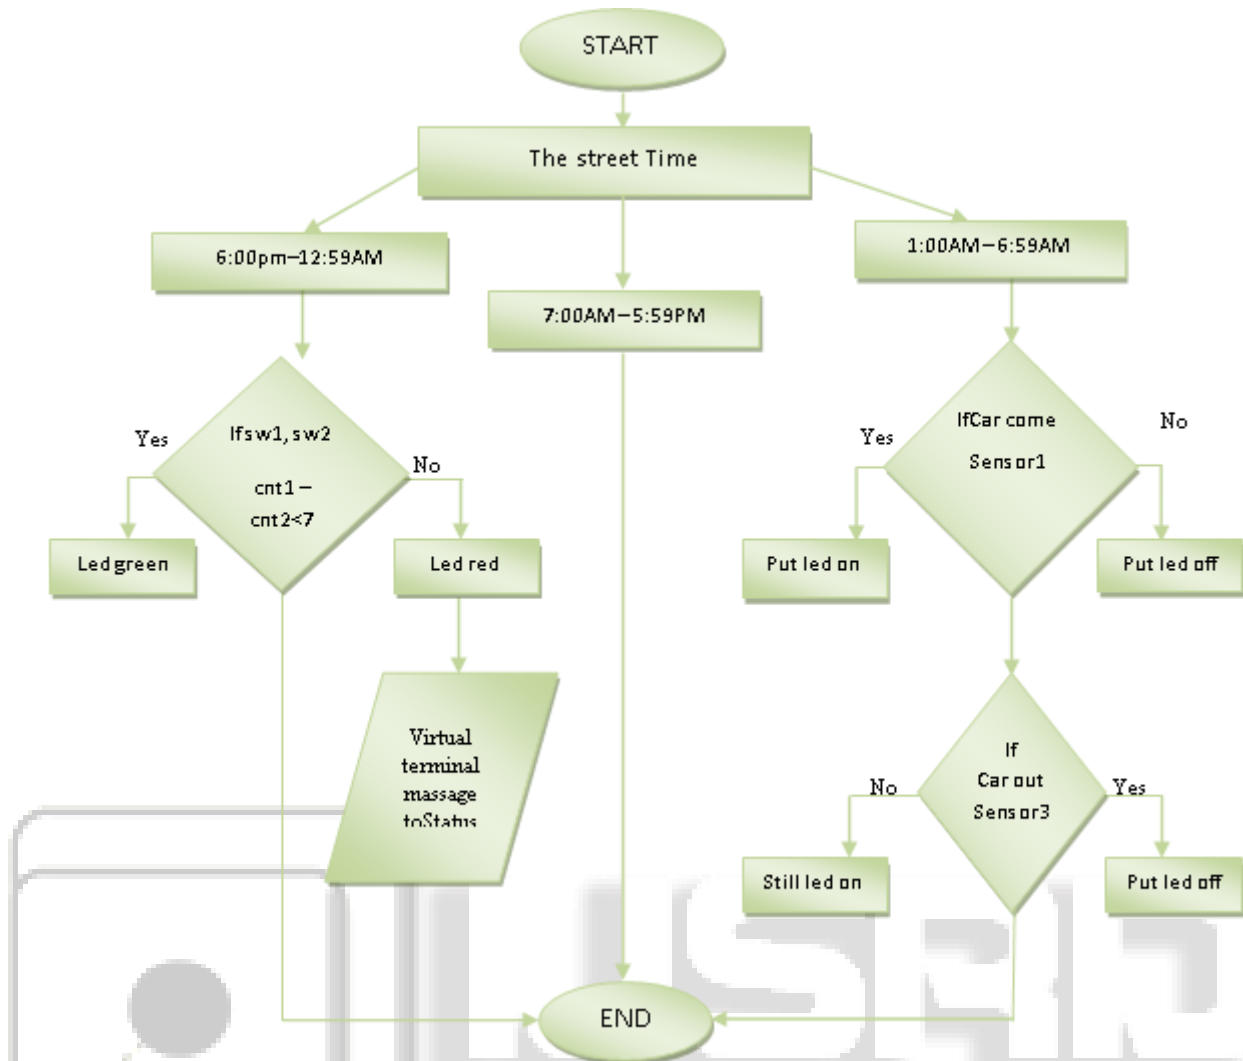 START
The street Time
6:00pm–12:59AM
7:00AM–5:59PM
1:00AM–6:59AM
Yes
If sw1, sw2
cnt1 –
cnt2<7
No
Led green
Led red
Virtual
terminal
massage
toStatus
Yes
IfCar come
Sensor1
No
Put led on
Put led off
No
If
Car out
Sensor3
Yes
Still led on
Put led off
END